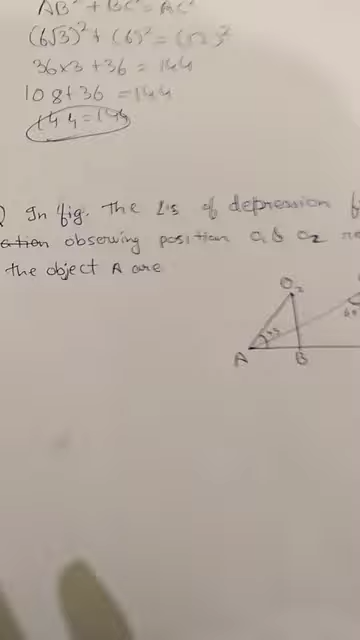 AB² + BC² = AC²
(6√3)² + (6)² = (12)²
36×3 + 36 = 144
108 + 36 = 144
144 = 144
Q In fig. The ∠s of depression
observing position O₁ & O₂
the object A are
O₂
A
B